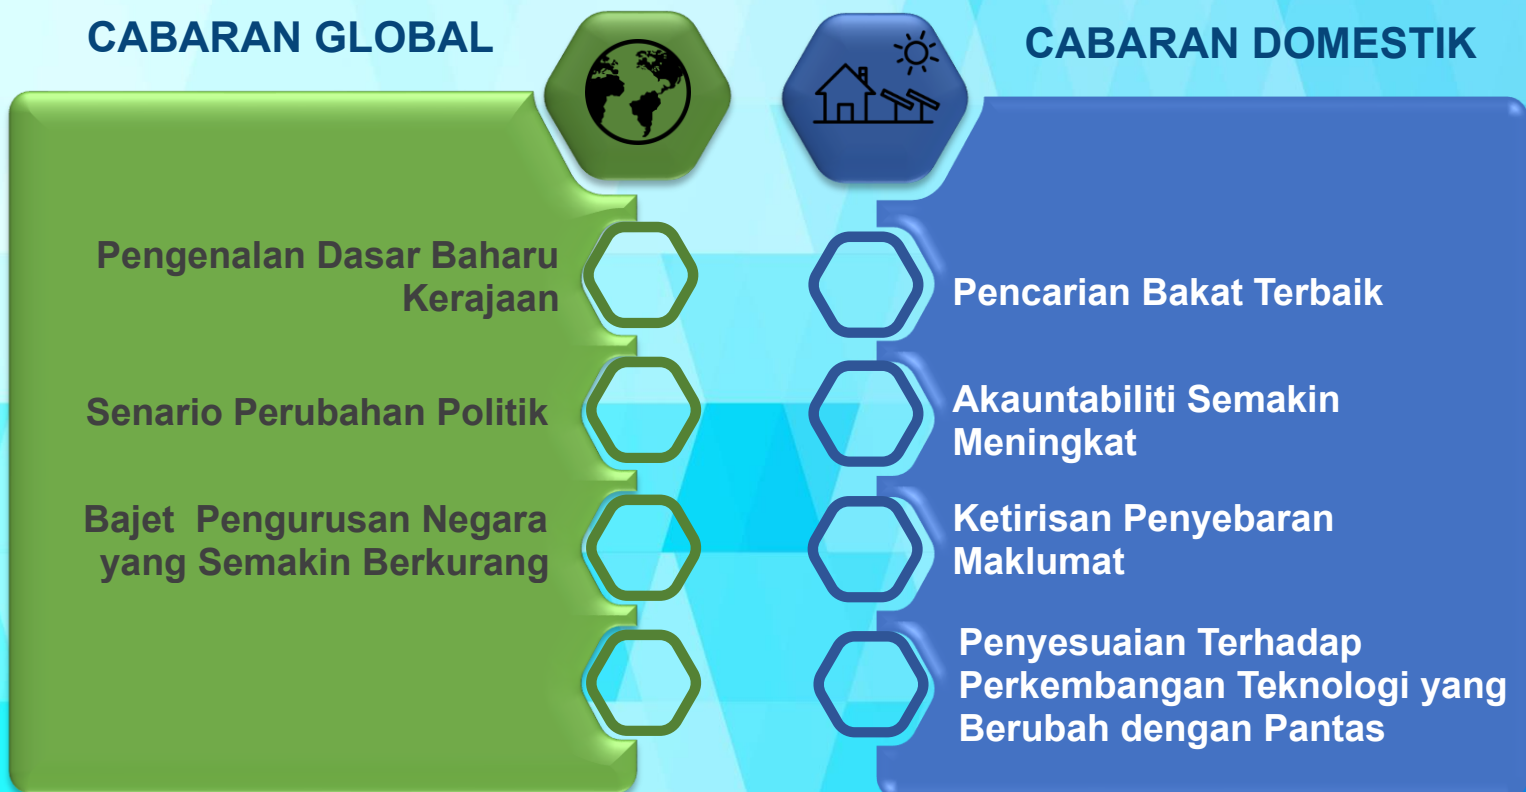 CABARAN GLOBAL
Pengenalan Dasar Baharu
Kerajaan
Senario Perubahan Politik
Bajet  Pengurusan Negara
yang Semakin Berkurang
CABARAN DOMESTIK
Pencarian Bakat Terbaik
Akauntabiliti Semakin
Meningkat
Ketirisan Penyebaran
Maklumat
Penyesuaian Terhadap
Perkembangan Teknologi yang
Berubah dengan Pantas